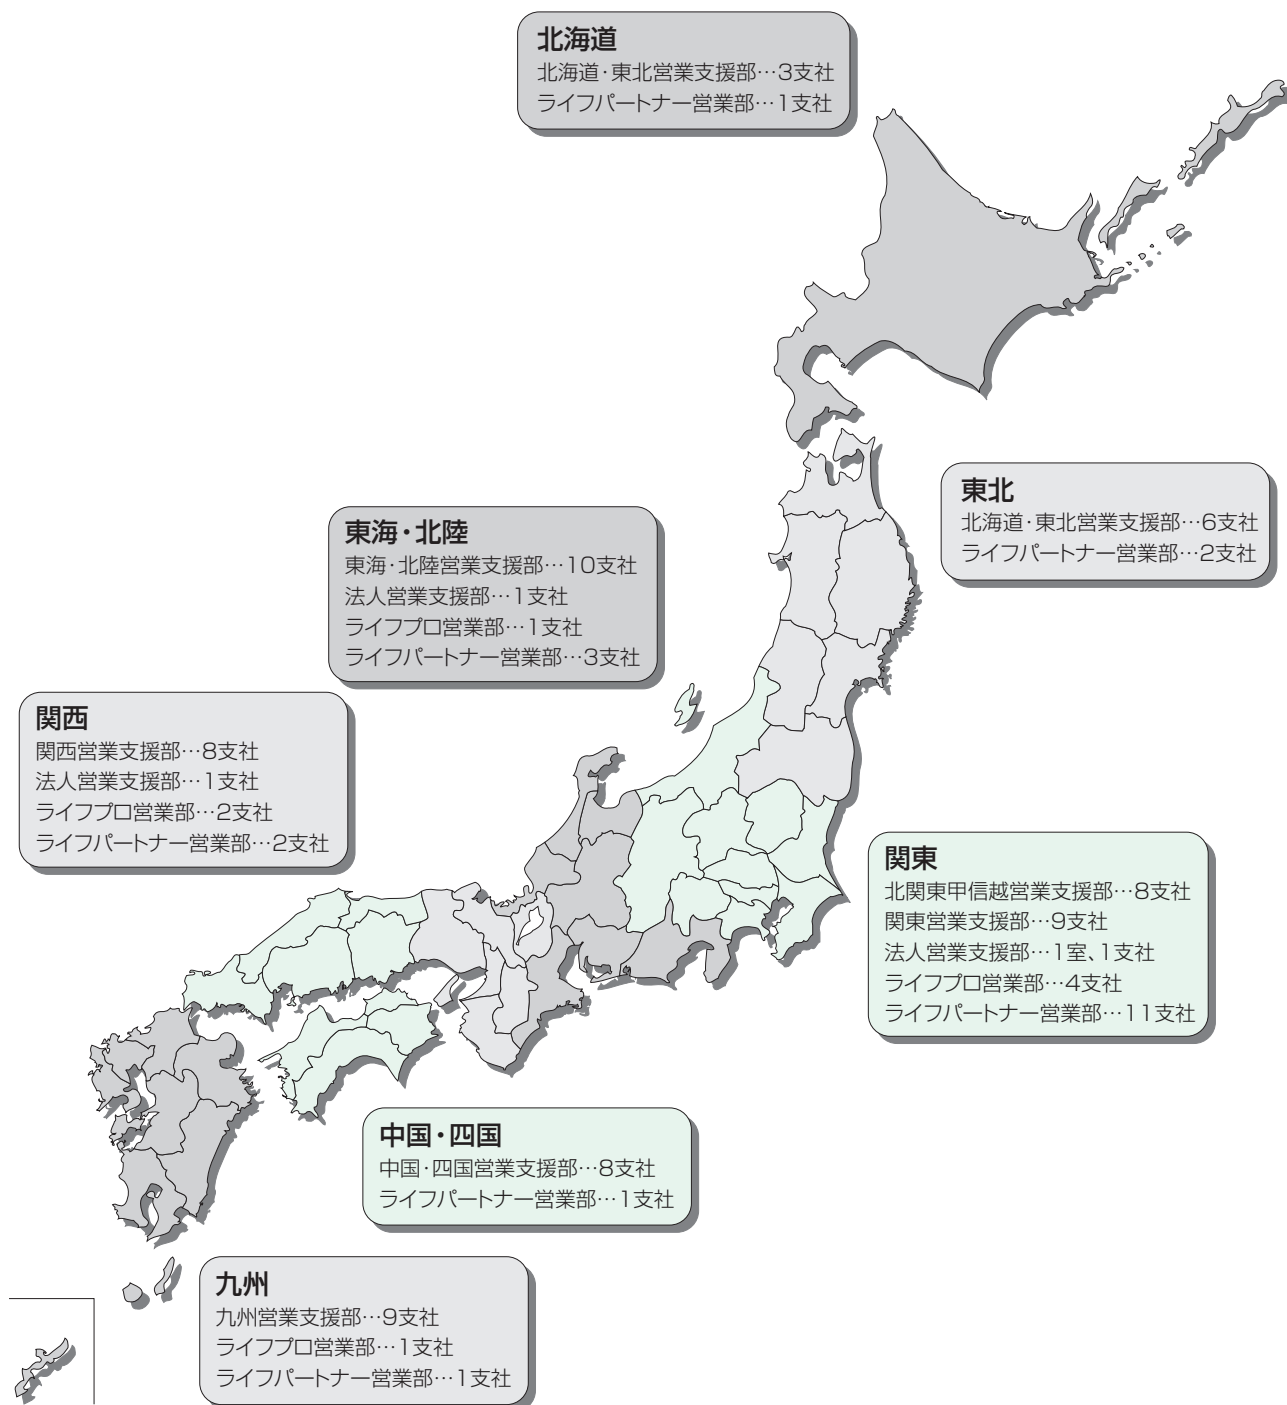 北海道
北海道・東北営業支援部…3支社
ライフパートナー営業部…1支社
東北
北海道・東北営業支援部…6支社
ライフパートナー営業部…2支社
東海・北陸
東海・北陸営業支援部…10支社
法人営業支援部…1支社
ライフプロ営業部…1支社
ライフパートナー営業部…3支社
関西
関西営業支援部…8支社
法人営業支援部…1支社
ライフプロ営業部…2支社
ライフパートナー営業部…2支社
関東
北関東甲信越営業支援部…8支社
関東営業支援部…9支社
法人営業支援部…1室、1支社
ライフプロ営業部…4支社
ライフパートナー営業部…11支社
中国・四国
中国・四国営業支援部…8支社
ライフパートナー営業部…1支社
九州
九州営業支援部…9支社
ライフプロ営業部…1支社
ライフパートナー営業部…1支社